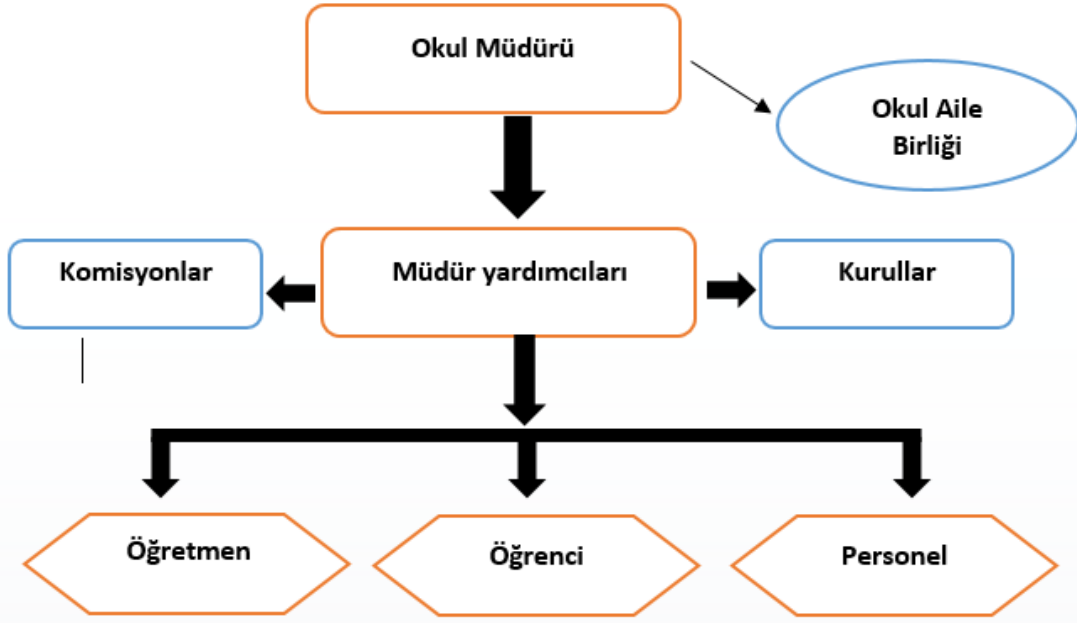 Okul Müdürü
Okul Aile
Birliği
Komisyonlar
Müdür yardımcıları
Kurullar
Öğretmen
Öğrenci
Personel